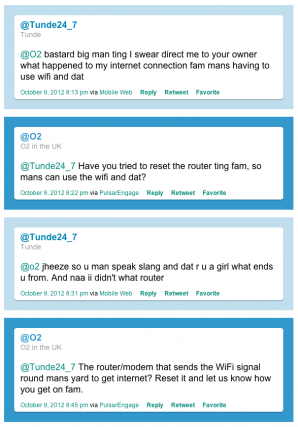 @Tunde24_7
Tunde
@O2 bastard big man ting I swear direct me to your owner
what happened to my internet connection fam mans having to
use wifi and dat
October 9, 2012 8:13 pm via Mobile Web Reply Retweet Favorite
@O2
O2 in the UK
@Tunde24_7 Have you tried to reset the router ting fam, so
mans can use the wifi and dat?
October 9, 2012 8:22 pm via PulsarEngage Reply Retweet Favorite
@Tunde24_7
Tunde
@o2 jheeze so u man speak slang and dat r u a girl what ends
u from. And naa ii didn't what router
October 9, 2012 8:31 pm via Mobile Web Reply Retweet Favorite
@O2
O2 in the UK
@Tunde24_7 The router/modem that sends the WiFi signal
round mans yard to get internet? Reset it and let us know how
you get on fam.
October 9, 2012 8:45 pm via PulsarEngage Reply Retweet Favorite